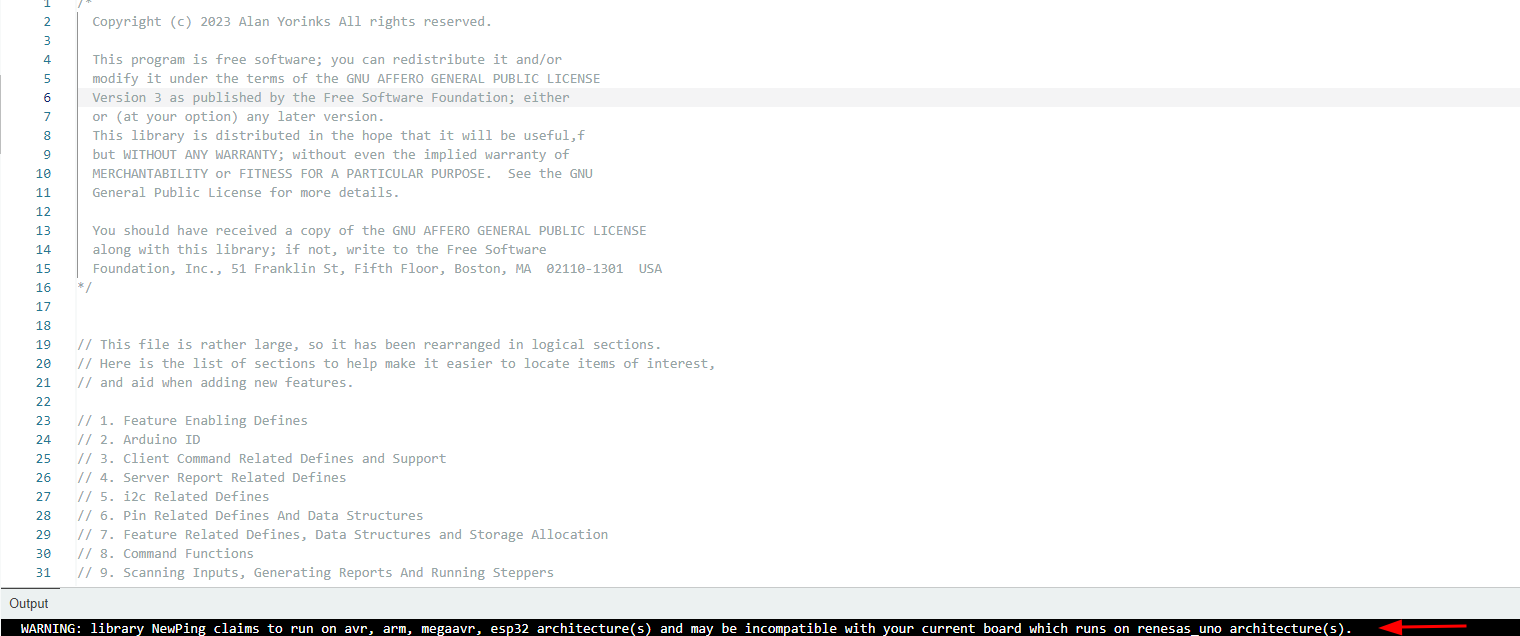 1 /*
2 Copyright (c) 2023 Alan Yorinks All rights reserved.
3
4 This program is free software; you can redistribute it and/or
5 modify it under the terms of the GNU AFFERO GENERAL PUBLIC LICENSE
6 Version 3 as published by the Free Software Foundation; either
7 or (at your option) any later version.
8 This library is distributed in the hope that it will be useful,f
9 but WITHOUT ANY WARRANTY; without even the implied warranty of
10 MERCHANTABILITY or FITNESS FOR A PARTICULAR PURPOSE.  See the GNU
11 General Public License for more details.
12
13 You should have received a copy of the GNU AFFERO GENERAL PUBLIC LICENSE
14 along with this library; if not, write to the Free Software
15 Foundation, Inc., 51 Franklin St, Fifth Floor, Boston, MA  02110-1301  USA
16 */
17
18
19 // This file is rather large, so it has been rearranged in logical sections.
20 // Here is the list of sections to help make it easier to locate items of interest,
21 // and aid when adding new features.
22
23 // 1. Feature Enabling Defines
24 // 2. Arduino ID
25 // 3. Client Command Related Defines and Support
26 // 4. Server Report Related Defines
27 // 5. i2c Related Defines
28 // 6. Pin Related Defines And Data Structures
29 // 7. Feature Related Defines, Data Structures and Storage Allocation
30 // 8. Command Functions
31 // 9. Scanning Inputs, Generating Reports And Running Steppers
Output
WARNING: library NewPing claims to run on avr, arm, megaavr, esp32 architecture(s) and may be incompatible with your current board which runs on renesas_uno architecture(s).